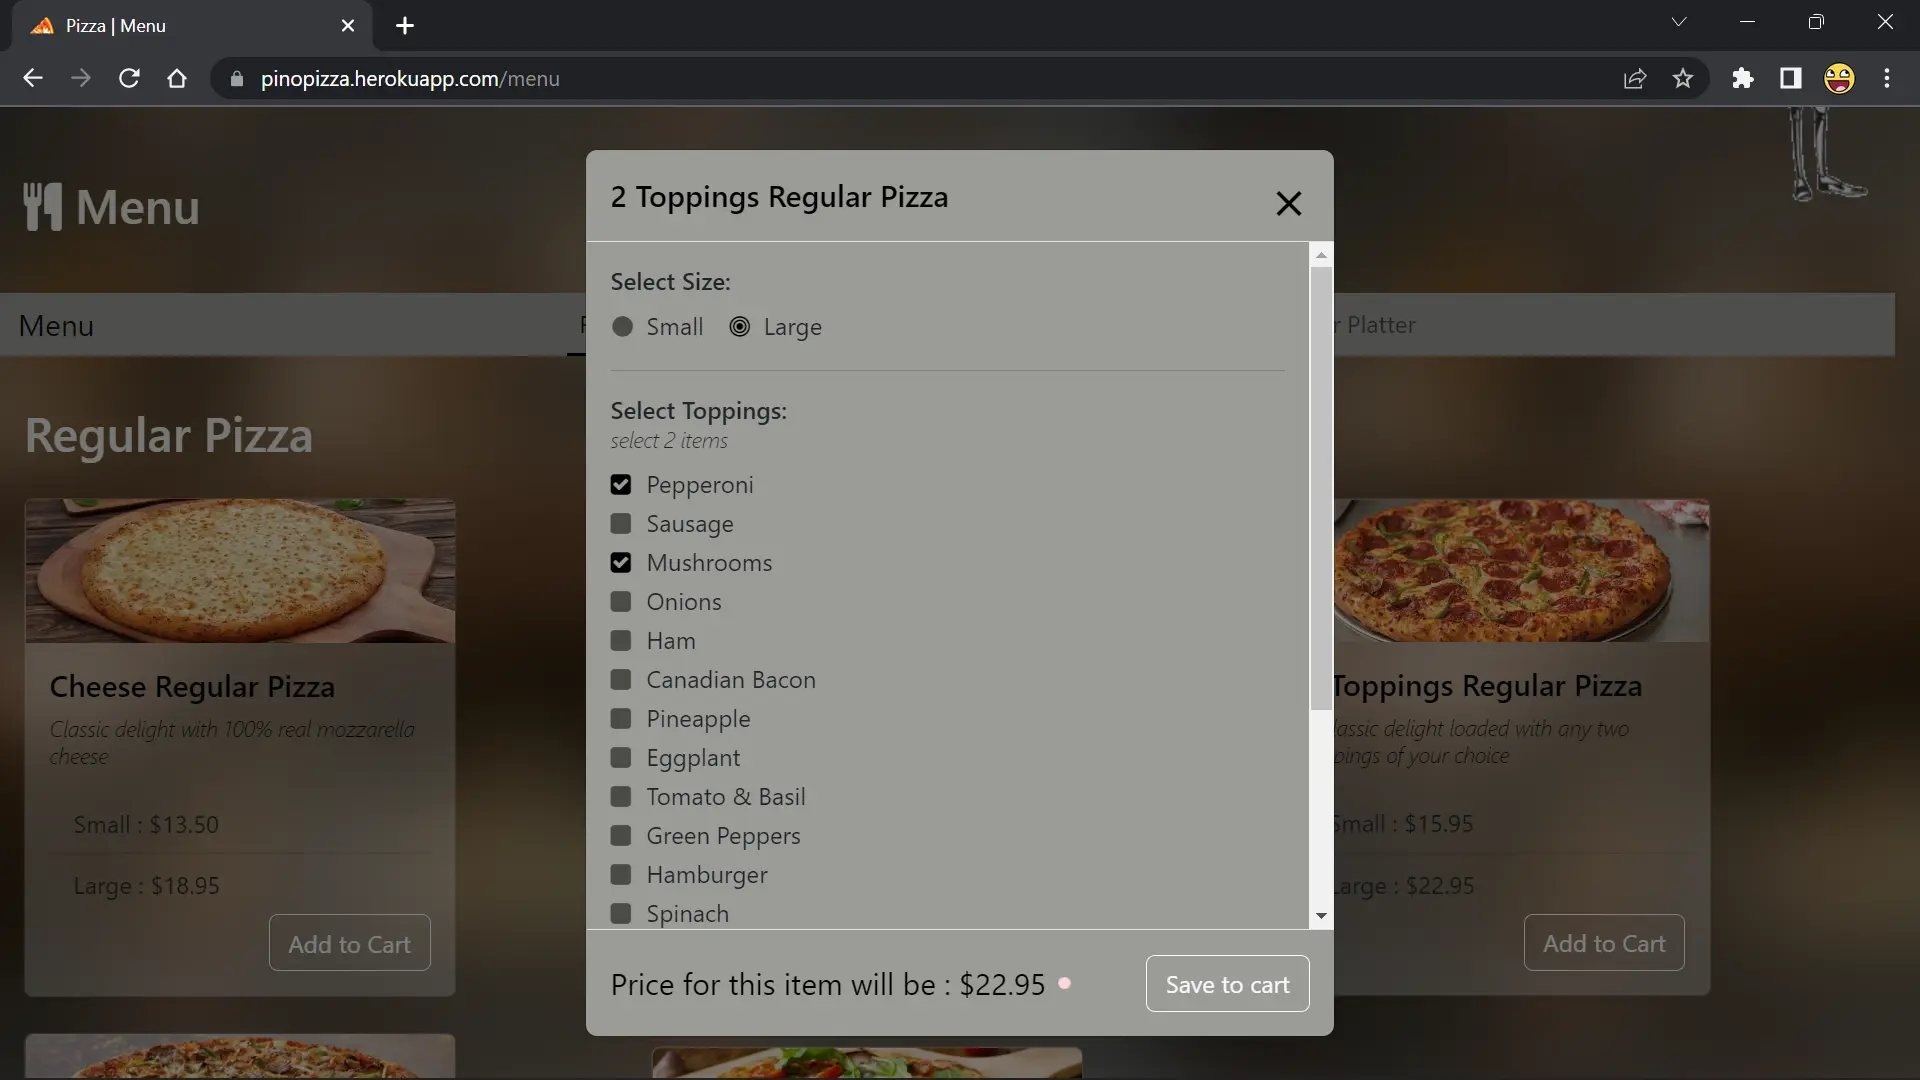 Pizza | Menu
pinopizza.herokuapp.com/menu
Menu
Menu
r Platter
Regular Pizza
Cheese Regular Pizza
Classic delight with 100% real mozzarella
cheese
Small : $13.50
Large : $18.95
Add to Cart
2 Toppings Regular Pizza
Select Size:
Small
Large
Select Toppings:
select 2 items
Pepperoni
Sausage
Mushrooms
Onions
Ham
Canadian Bacon
Pineapple
Eggplant
Tomato & Basil
Green Peppers
Hamburger
Spinach
Price for this item will be : $22.95
Save to cart
Toppings Regular Pizza
lassic delight loaded with any two
pings of your choice
Small : $15.95
Large : $22.95
Add to Cart